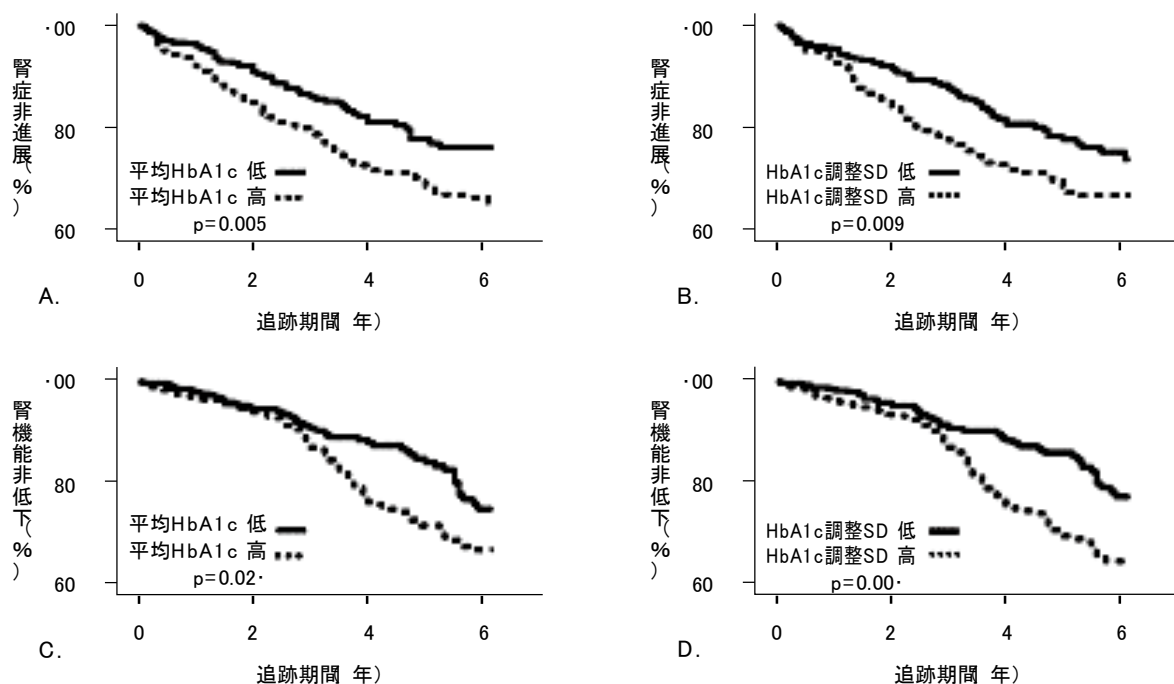 ·00
80
60
腎症非進展(%)
平均HbA1c 低
平均HbA1c 高
p=0.005
0 2 4 6
A.
追跡期間 年)
·00
80
60
腎症非進展(%)
HbA1c調整SD 低
HbA1c調整SD 高
p=0.009
0 2 4 6
B.
追跡期間 年)
·00
80
60
腎機能非低下(%)
平均HbA1c 低
平均HbA1c 高
p=0.02·
0 2 4 6
C.
追跡期間 年)
·00
80
60
腎機能非低下(%)
HbA1c調整SD 低
HbA1c調整SD 高
p=0.00·
0 2 4 6
D.
追跡期間 年)